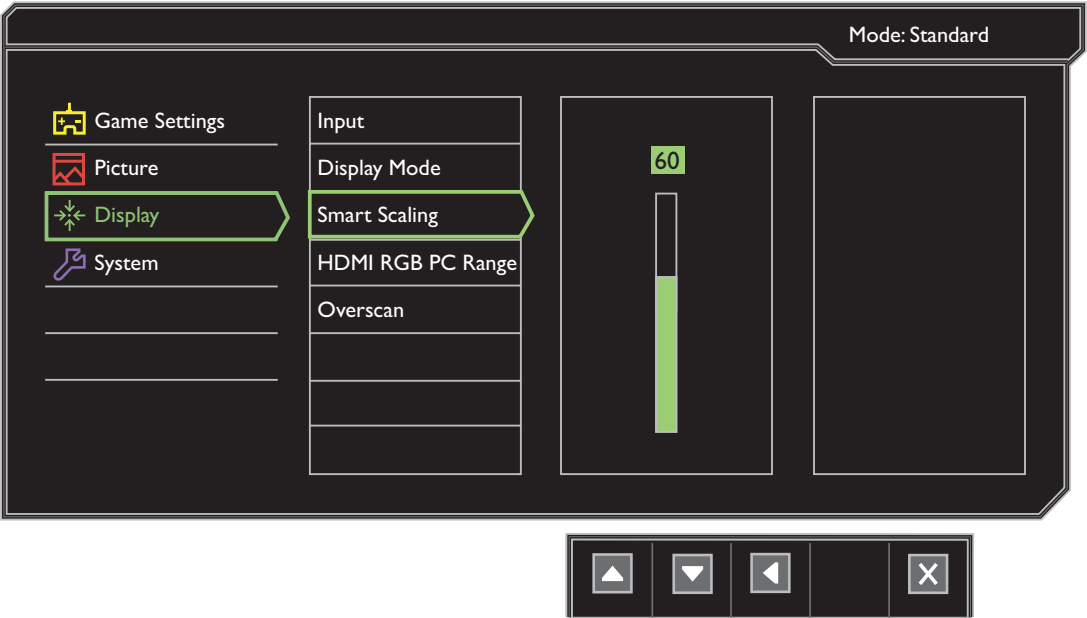 Mode: Standard
Game Settings
Picture
Display
System
Input
Display Mode
Smart Scaling
HDMI RGB PC Range
Overscan
60